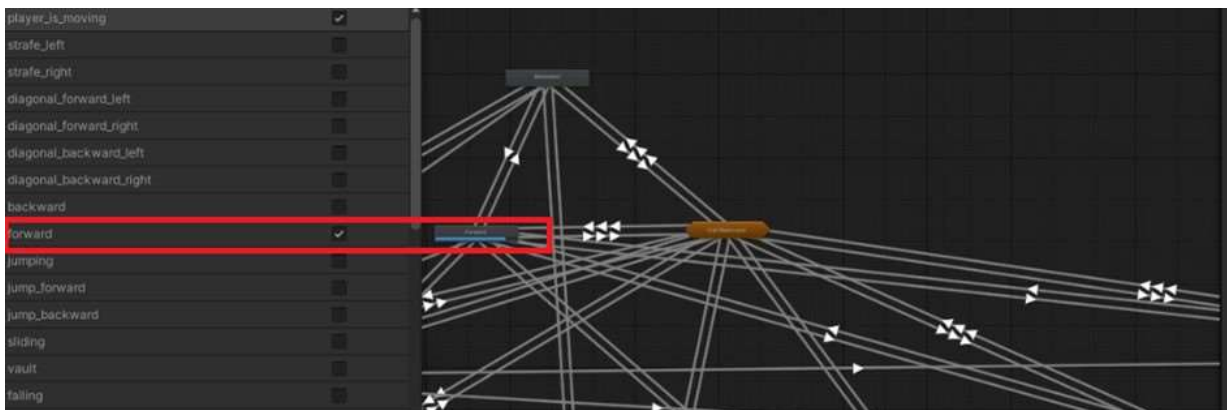 player_is_moving
strafe_left
strafe_right
diagonal_forward_left
diagonal_forward_right
diagonal_backward_left
diagonal_backward_right
backward
forward
jumping
jump_forward
jump_backward
sliding
vault
falling